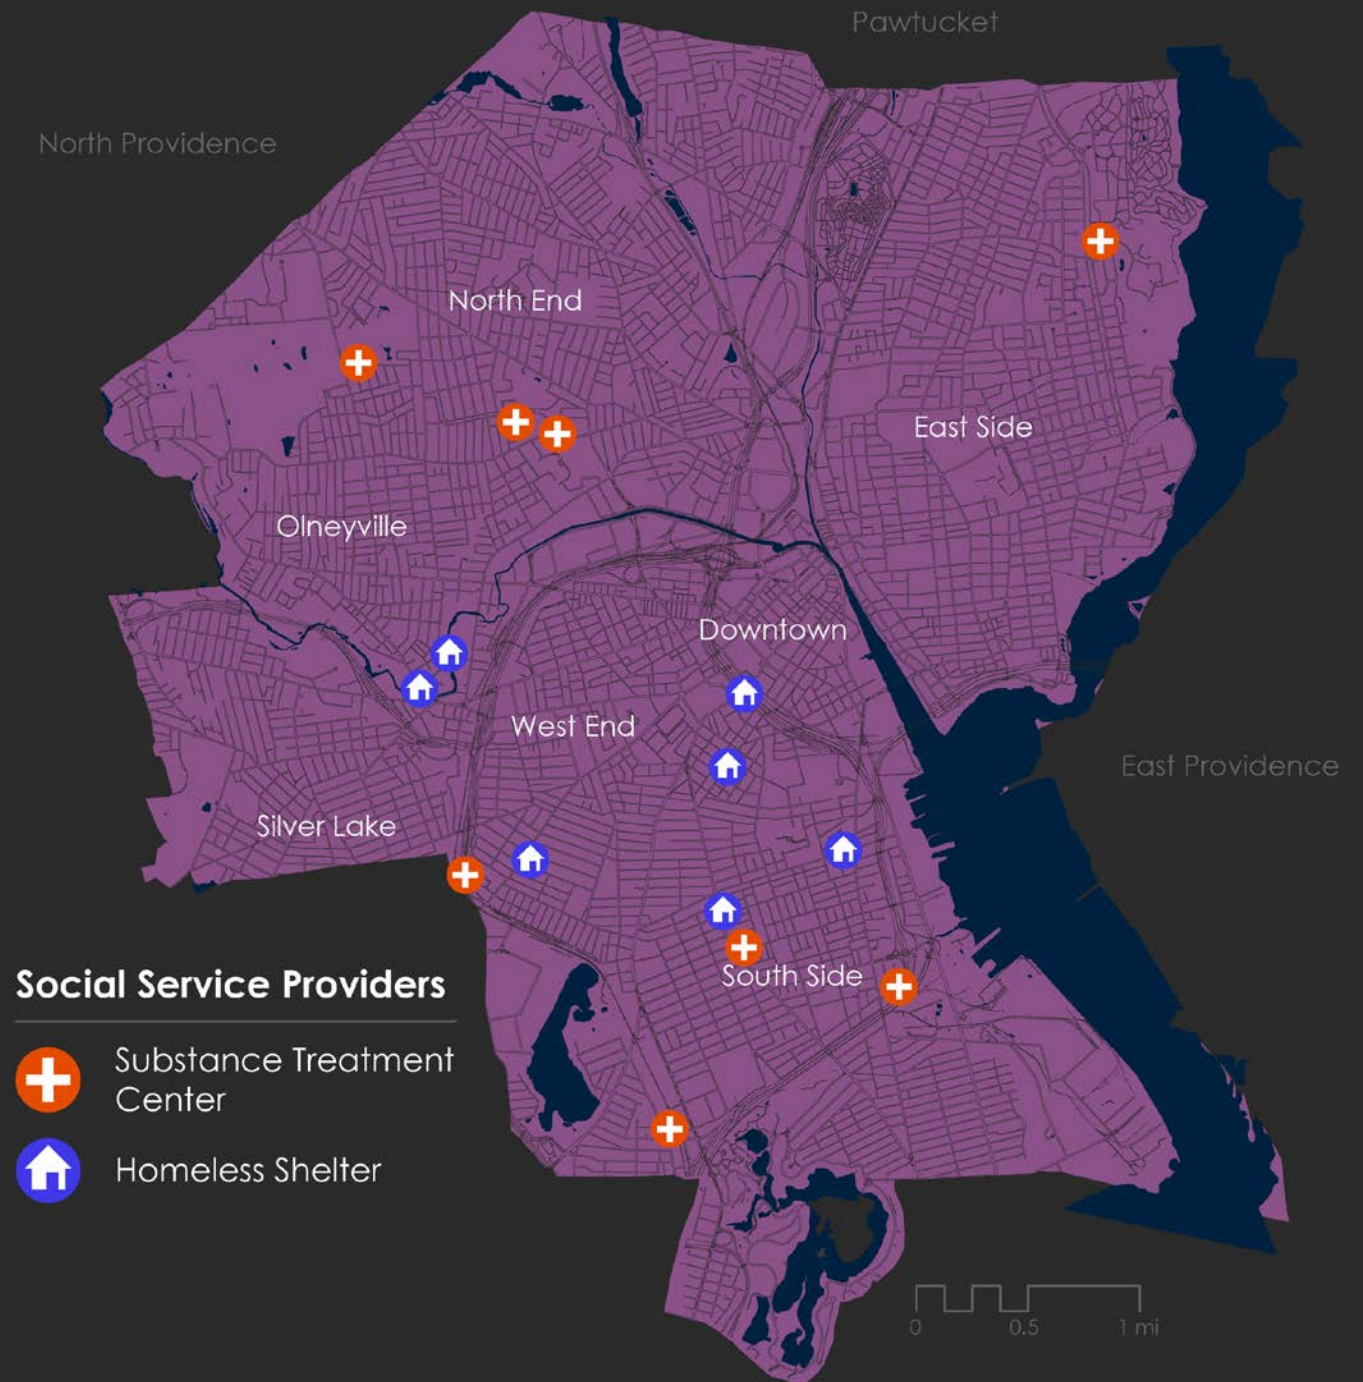 Pawtucket
North Providence
North End
East Side
Olneyville
Downtown
West End
East Providence
Silver Lake
South Side
Social Service Providers
Substance Treatment
Center
Homeless Shelter
0 0.5 1 mi